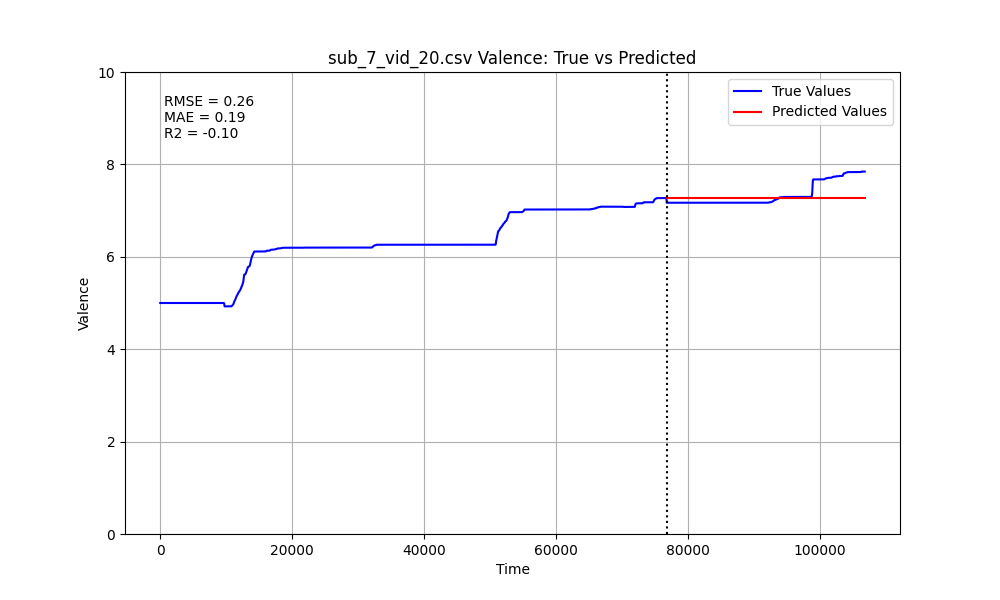 sub_7_vid_20.csv Valence: True vs Predicted
RMSE = 0.26
MAE = 0.19
R2 = -0.10
True Values
Predicted Values
10
8
6
4
2
0
Valence
0 20000 40000 60000 80000 100000
Time